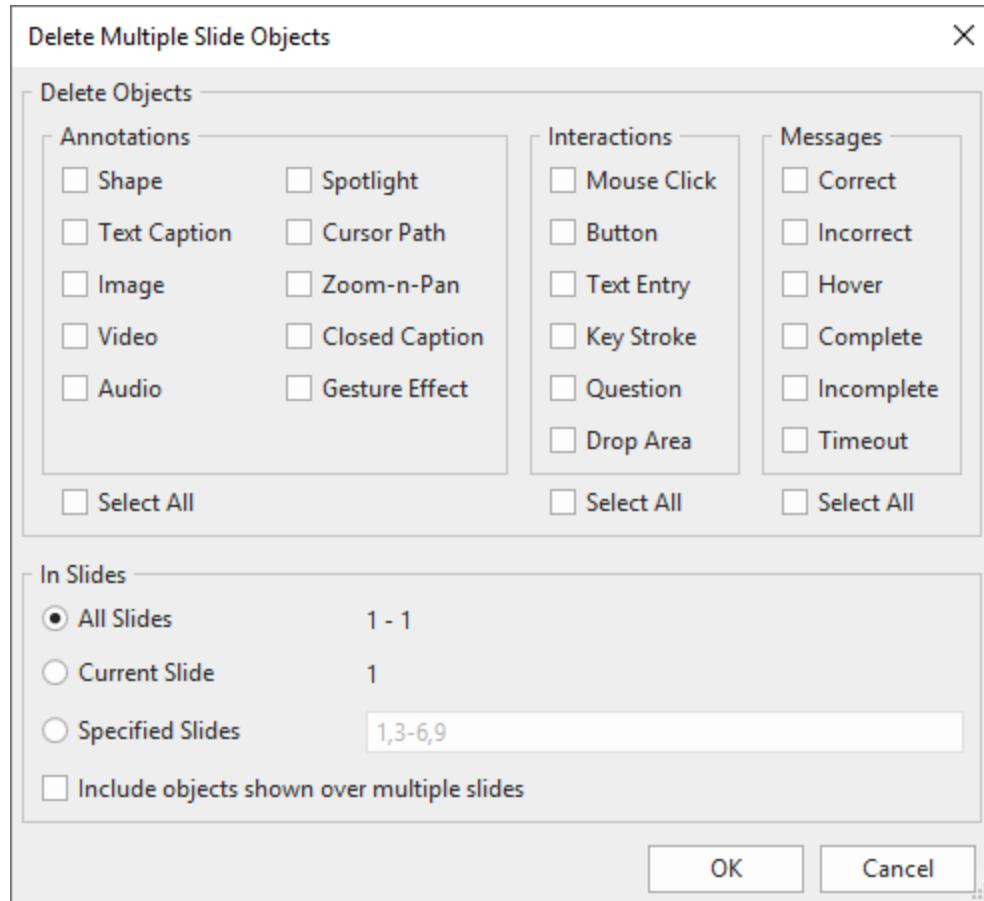 Delete Multiple Slide Objects
Delete Objects
Annotations
Shape
Text Caption
Image
Video
Audio
Spotlight
Cursor Path
Zoom-n-Pan
Closed Caption
Gesture Effect
Select All
Interactions
Mouse Click
Button
Text Entry
Key Stroke
Question
Drop Area
Select All
Messages
Correct
Incorrect
Hover
Complete
Incomplete
Timeout
Select All
In Slides
All Slides 1 - 1
Current Slide 1
Specified Slides 1,3-6,9
Include objects shown over multiple slides
OK Cancel